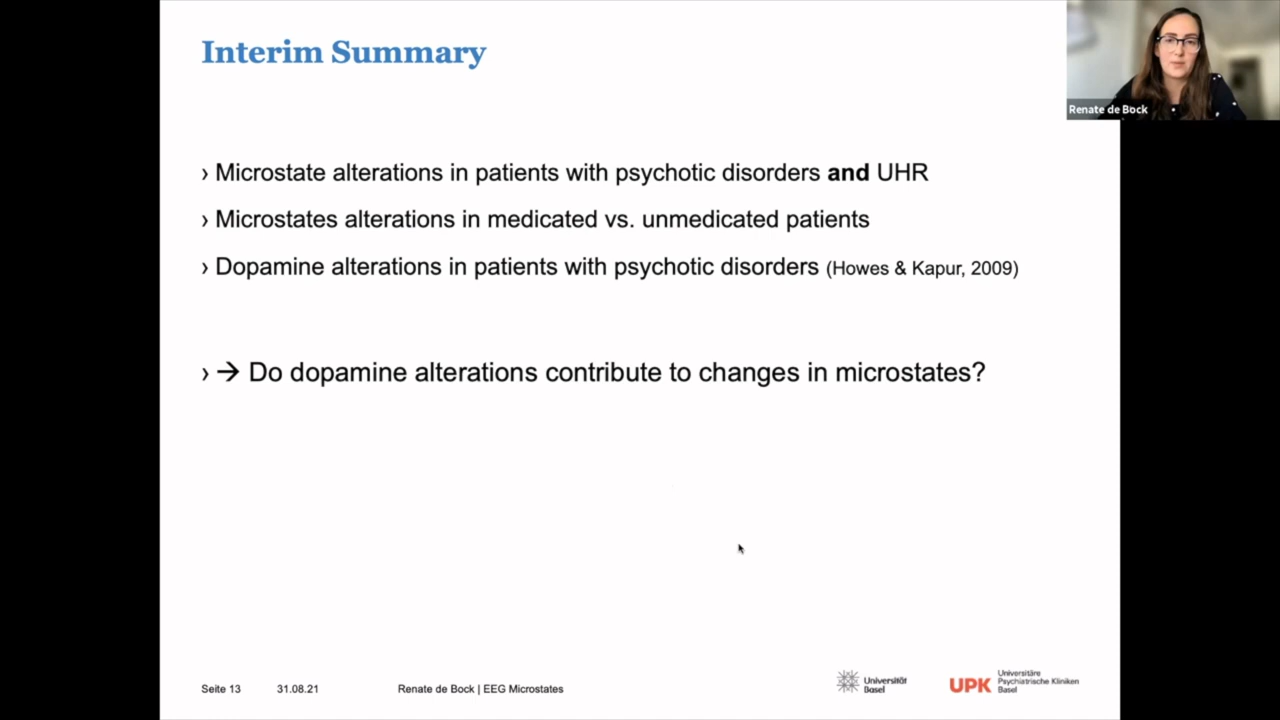 Interim Summary
Renate de Bock
› Microstate alterations in patients with psychotic disorders and UHR
› Microstates alterations in medicated vs. unmedicated patients
› Dopamine alterations in patients with psychotic disorders (Howes & Kapur, 2009)
› → Do dopamine alterations contribute to changes in microstates?
Seite 13
31.08.21
Renate de Bock | EEG Microstates
Universität
Basel
UPK
Universitäre
Psychiatrische Kliniken
Basel